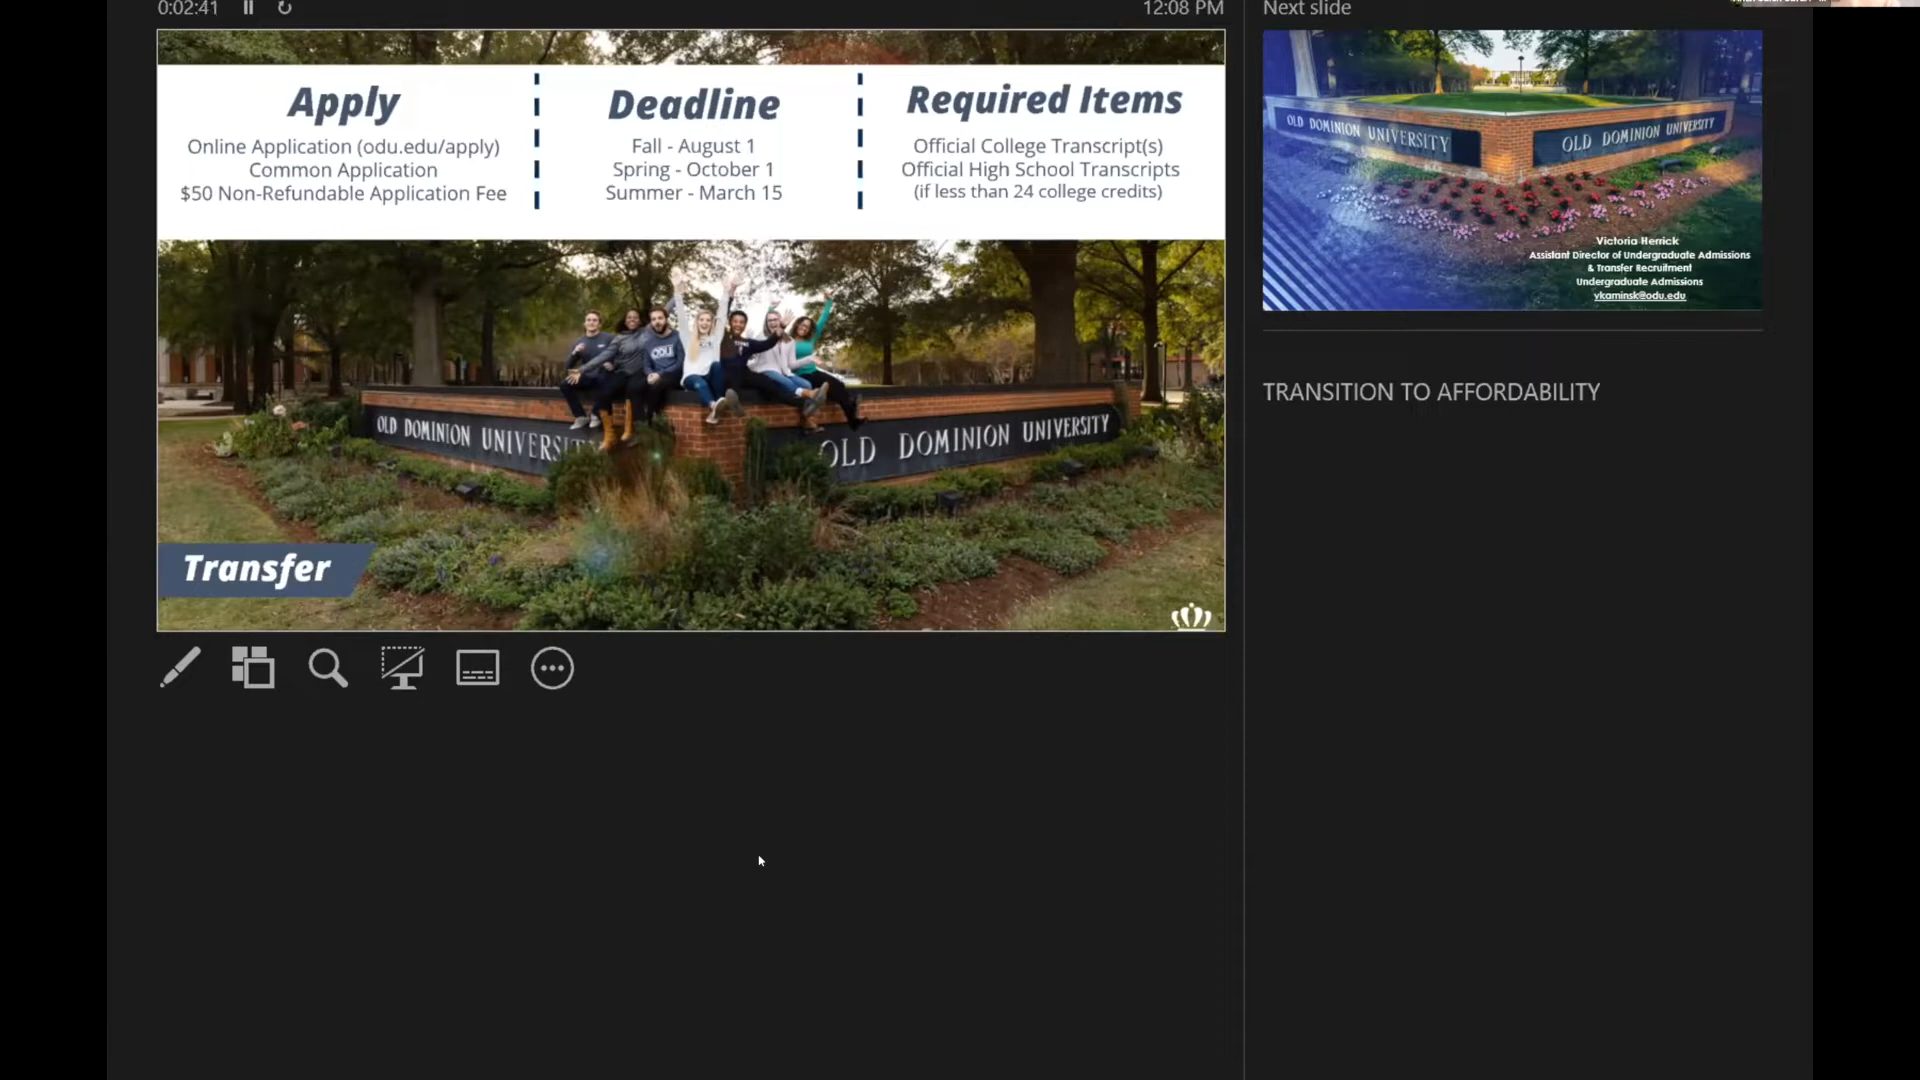 0:02:41
12:08 PM
Next slide
Apply
Online Application (odu.edu/apply)
Common Application
$50 Non-Refundable Application Fee
Deadline
Fall - August 1
Spring - October 1
Summer - March 15
Required Items
Official College Transcript(s)
Official High School Transcripts
(if less than 24 college credits)
ODU
OLD DOMINION UNIVERSITY
OLD DOMINION UNIVERSITY
Transfer
OLD DOMINION UNIVERSITY
OLD DOMINION UNIVERSITY
Victoria Herrick
Assistant Director of Undergraduate Admissions
& Transfer Recruitment
Undergraduate Admissions
vkaminsk@odu.edu
TRANSITION TO AFFORDABILITY